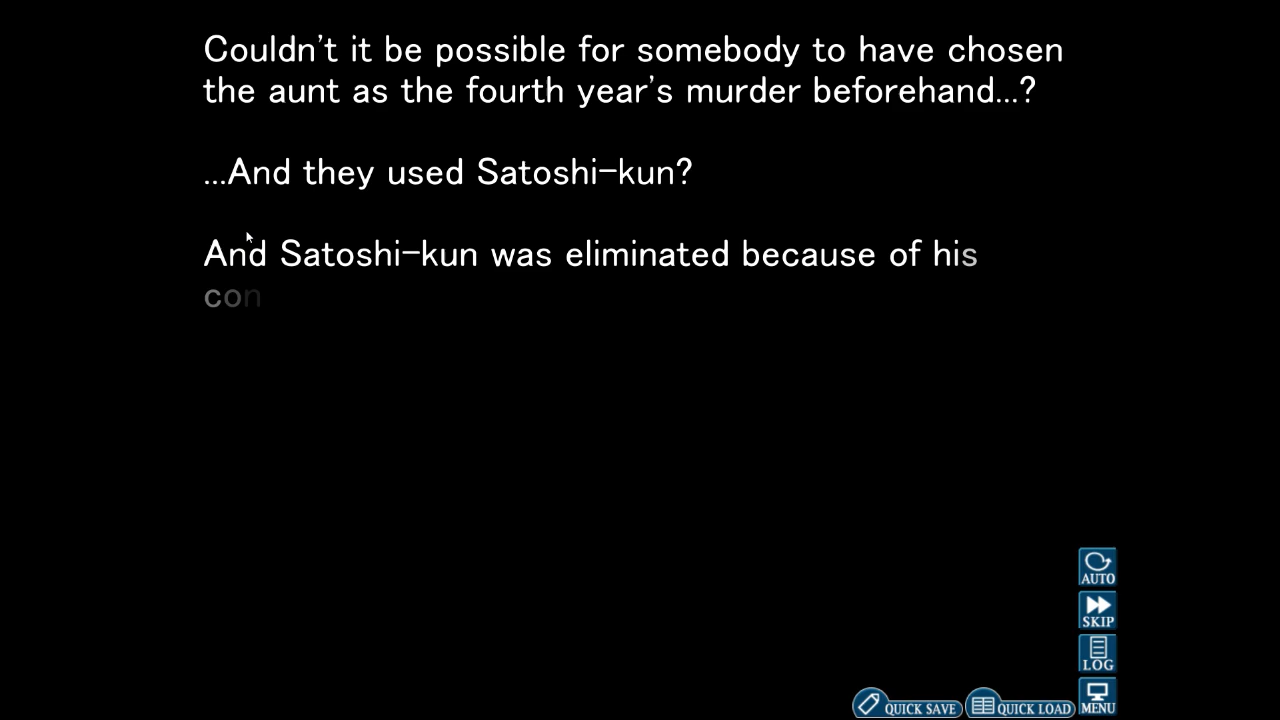 Couldn't it be possible for somebody to have chosen
the aunt as the fourth year's murder beforehand...?
...And they used Satoshi-kun?
And Satoshi-kun was eliminated because of his
con
AUTO
SKIP
LOG
QUICK SAVE
QUICK LOAD
MENU